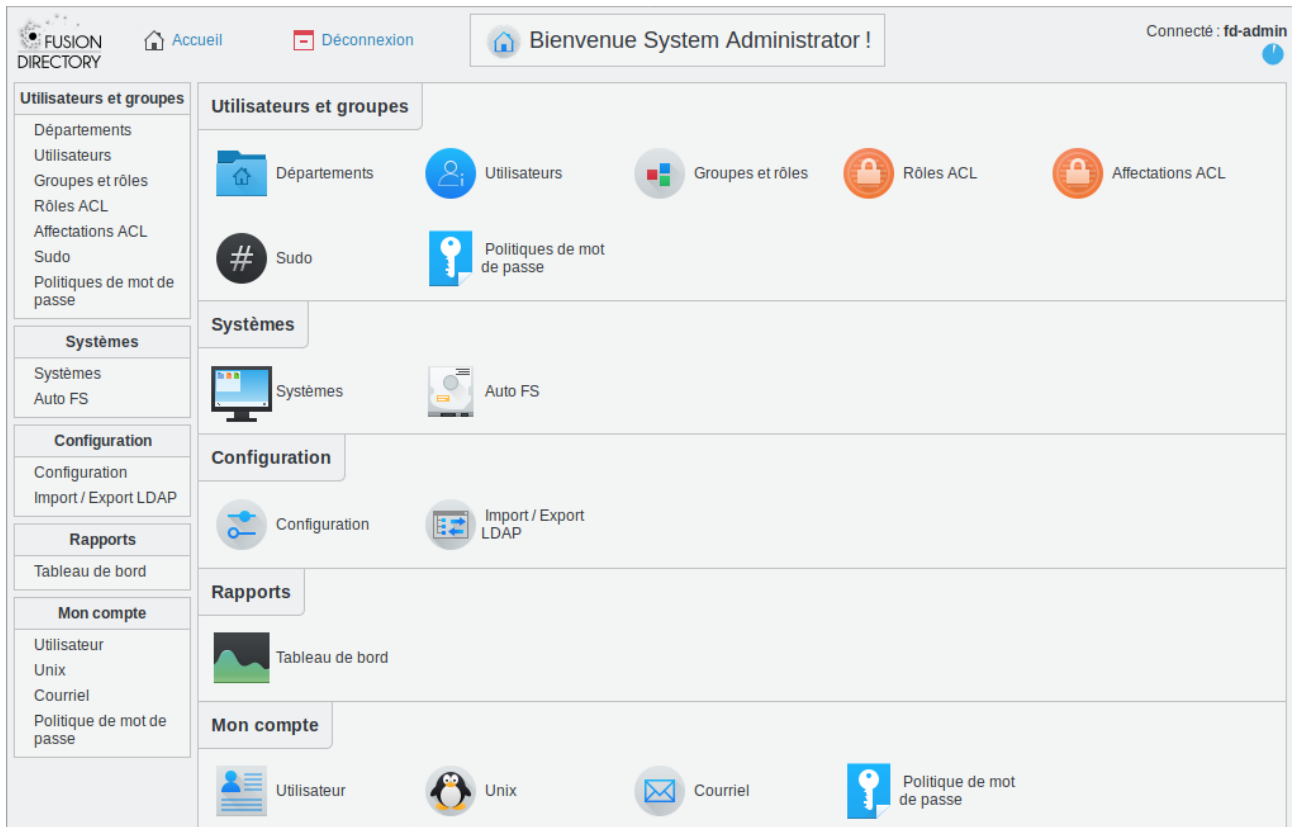 FUSION
DIRECTORY
Accueil
Déconnexion
Bienvenue System Administrator !
Connecté : fd-admin
Utilisateurs et groupes
Départements
Utilisateurs
Groupes et rôles
Rôles ACL
Affectations ACL
Sudo
Politiques de mot de
passe
Systèmes
Systèmes
Auto FS
Configuration
Configuration
Import / Export LDAP
Rapports
Tableau de bord
Mon compte
Utilisateur
Unix
Courriel
Politique de mot de
passe
Utilisateurs et groupes
Départements
Utilisateurs
Groupes et rôles
Rôles ACL
Affectations ACL
#
Sudo
Politiques de mot
de passe
Systèmes
Systèmes
Auto FS
Configuration
Configuration
Import / Export
LDAP
Rapports
Tableau de bord
Mon compte
Utilisateur
Unix
Courriel
Politique de mot
de passe